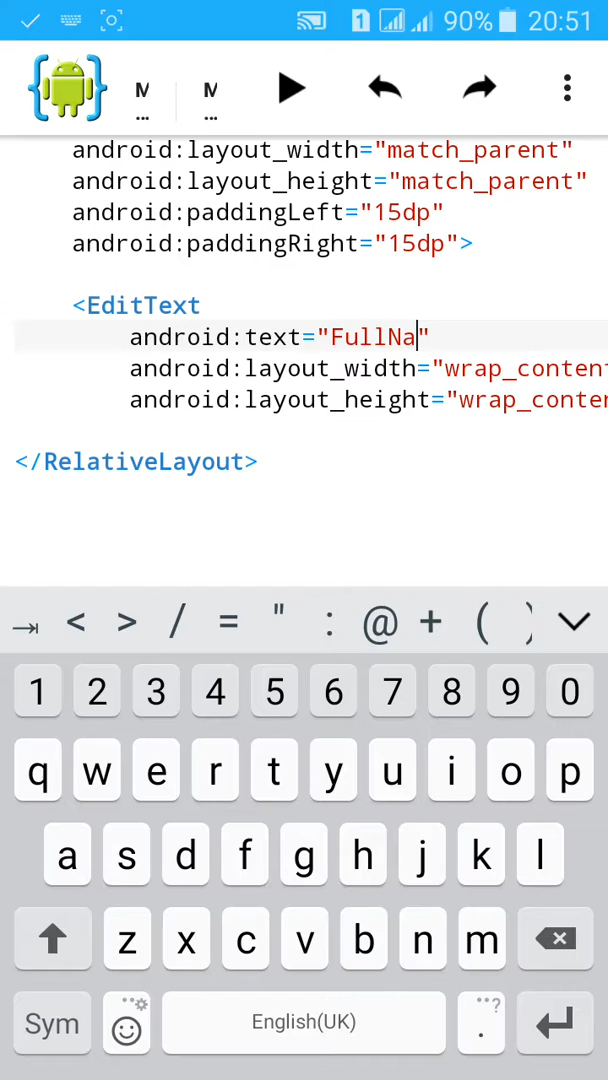 1 90% 20:51
M M
... ...
android:layout_width="match_parent"
android:layout_height="match_parent"
android:paddingLeft="15dp"
android:paddingRight="15dp">
<EditText
android:text="FullNa"
android:layout_width="wrap_conten
android:layout_height="wrap_conte
</RelativeLayout>
< > / = " : @ + ( )
1 2 3 4 5 6 7 8 9 0
q w e r t y u i o p
a s d f g h j k l
z x c v b n m
Sym English(UK) . ?